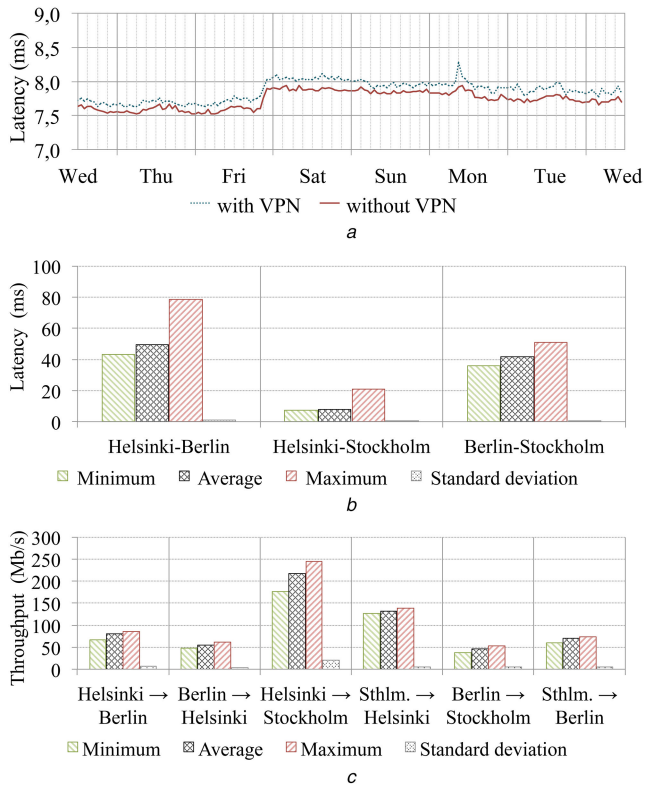 9,0
8,5
8,0
7,5
7,0
Latency (ms)
Wed Thu Fri Sat Sun Mon Tue Wed
with VPN without VPN
a
100
80
60
40
20
0
Latency (ms)
Helsinki-Berlin Helsinki-Stockholm Berlin-Stockholm
Minimum Average Maximum Standard deviation
b
300
250
200
150
100
50
0
Throughput (Mb/s)
Helsinki → Berlin → Helsinki → Sthlm. → Berlin → Sthlm. →
Berlin Helsinki Stockholm Helsinki Stockholm Berlin
Minimum Average Maximum Standard deviation
c